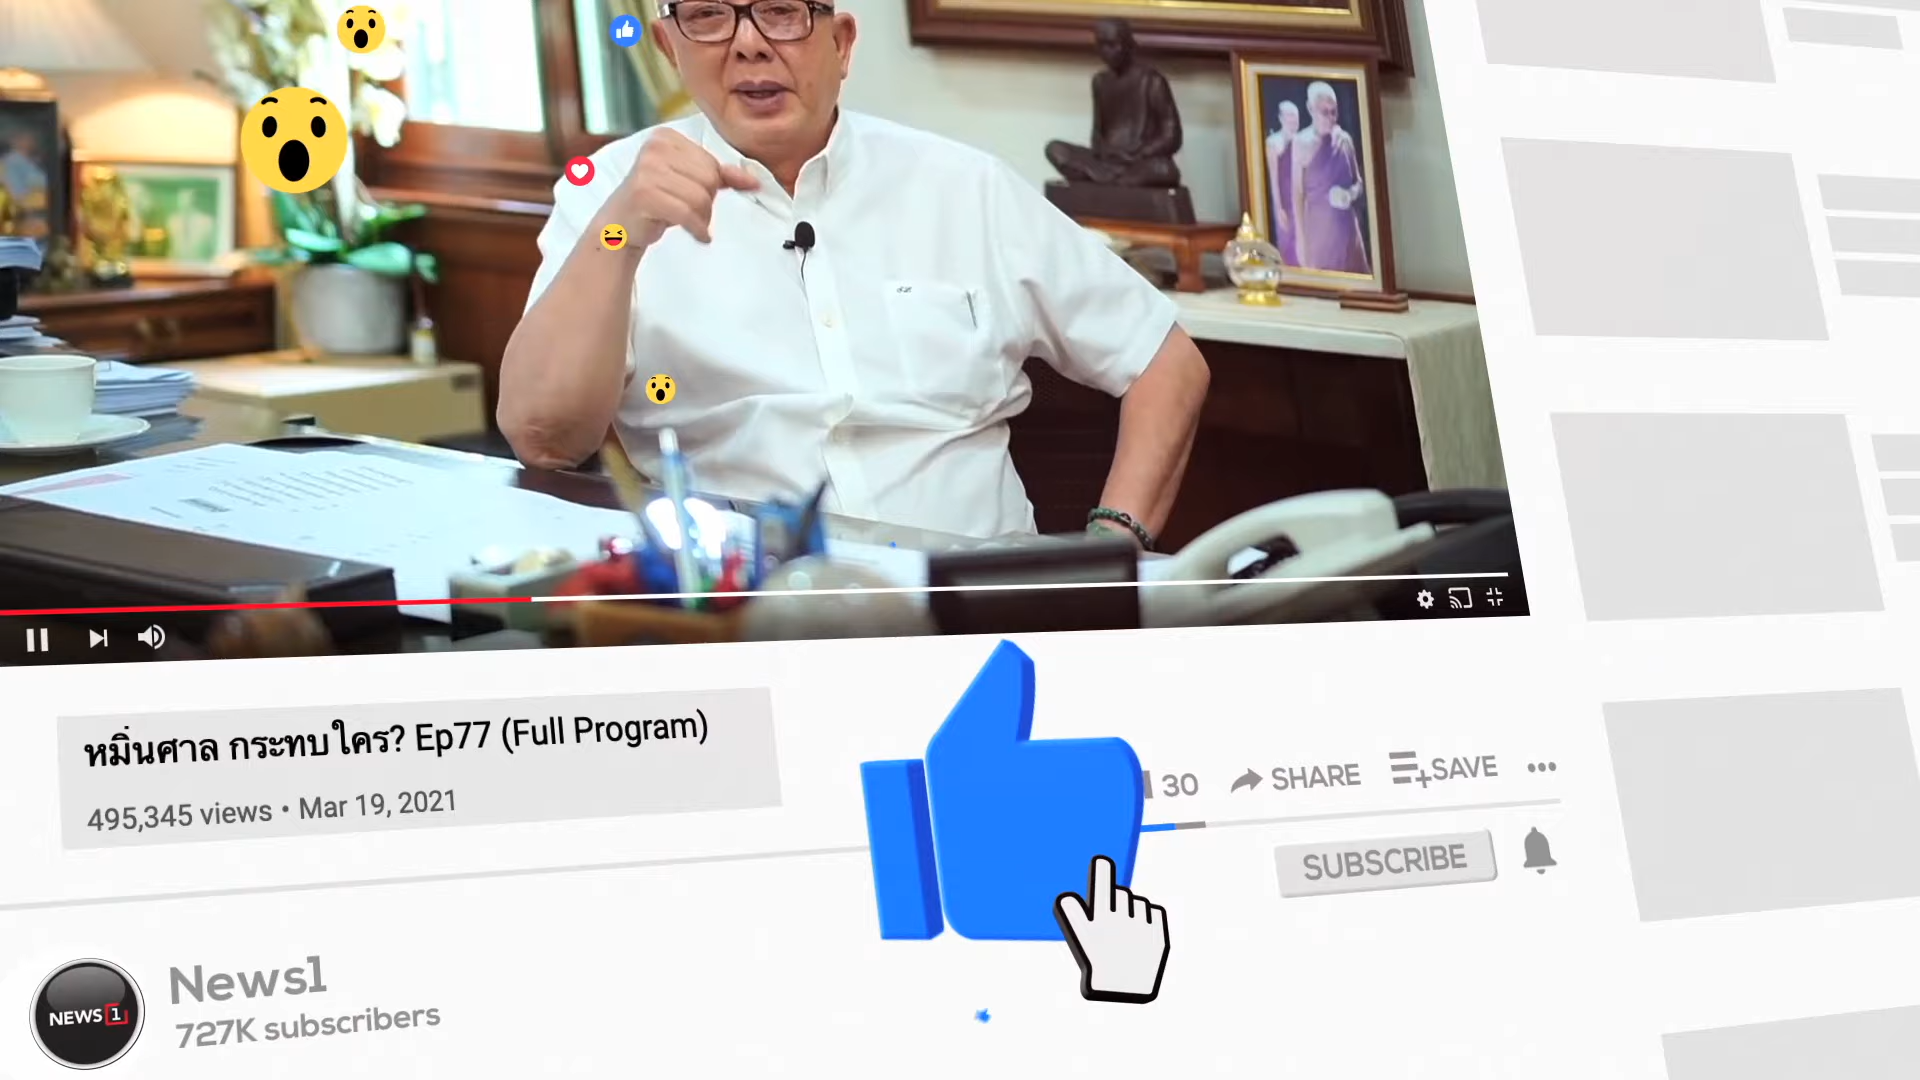 หมิ่นศาล กระทบใคร? Ep77 (Full Program)
495,345 views • Mar 19, 2021
30
SHARE
SAVE
SUBSCRIBE
NEWS 1
News1
727K subscribers